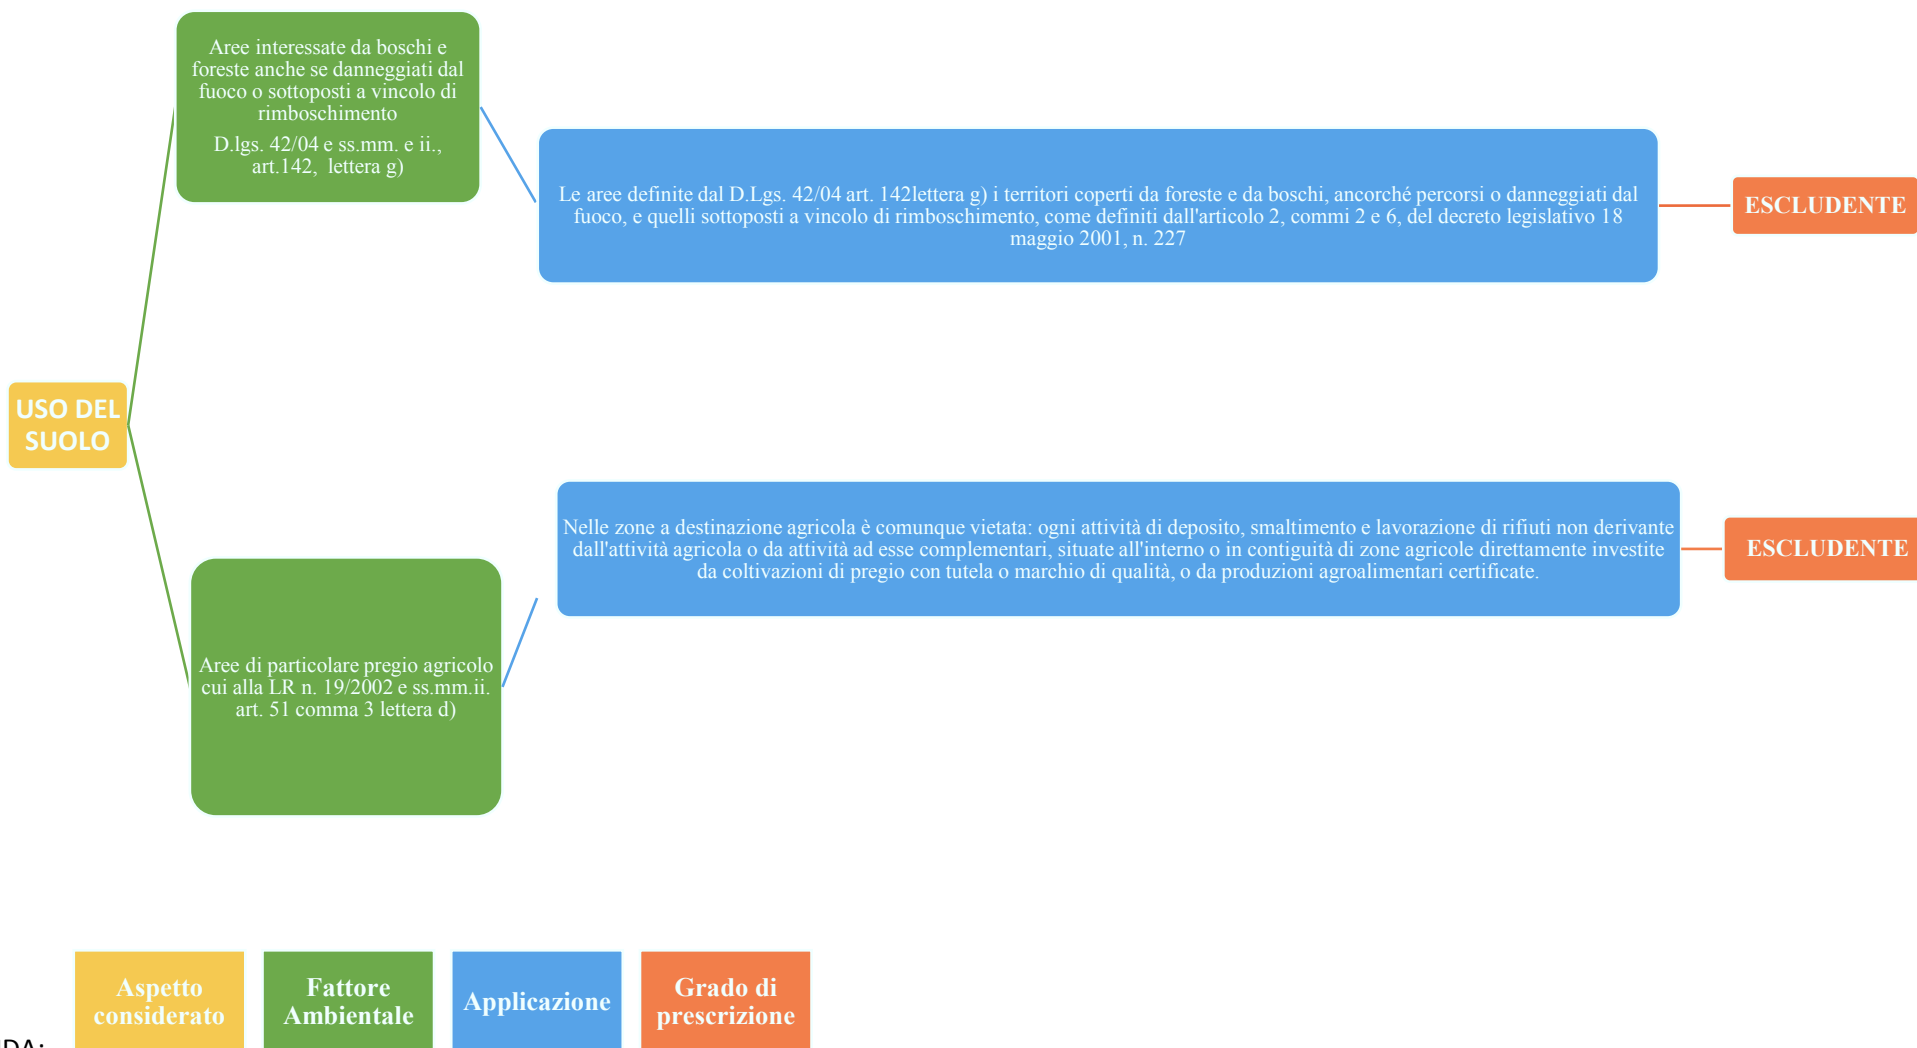 Aree interessate da boschi e
foreste anche se danneggiati dal
fuoco o sottoposti a vincolo di
rimboschimento
D.lgs. 42/04 e ss.mm. e ii.,
art.142, lettera g)
Le aree definite dal D.Lgs. 42/04 art. 142lettera g) i territori coperti da foreste e da boschi, ancorché percorsi o danneggiati dal
fuoco, e quelli sottoposti a vincolo di rimboschimento, come definiti dall'articolo 2, commi 2 e 6, del decreto legislativo 18
maggio 2001, n. 227
ESCLUDENTE
USO DEL
SUOLO
Nelle zone a destinazione agricola è comunque vietata: ogni attività di deposito, smaltimento e lavorazione di rifiuti non derivante
dall'attività agricola o da attività ad esse complementari, situate all'interno o in contiguità di zone agricole direttamente investite
da coltivazioni di pregio con tutela o marchio di qualità, o da produzioni agroalimentari certificate.
ESCLUDENTE
Aree di particolare pregio agricolo
cui alla LR n. 19/2002 e ss.mm.ii.
art. 51 comma 3 lettera d)
Aspetto
considerato
Fattore
Ambientale
Applicazione
Grado di
prescrizione